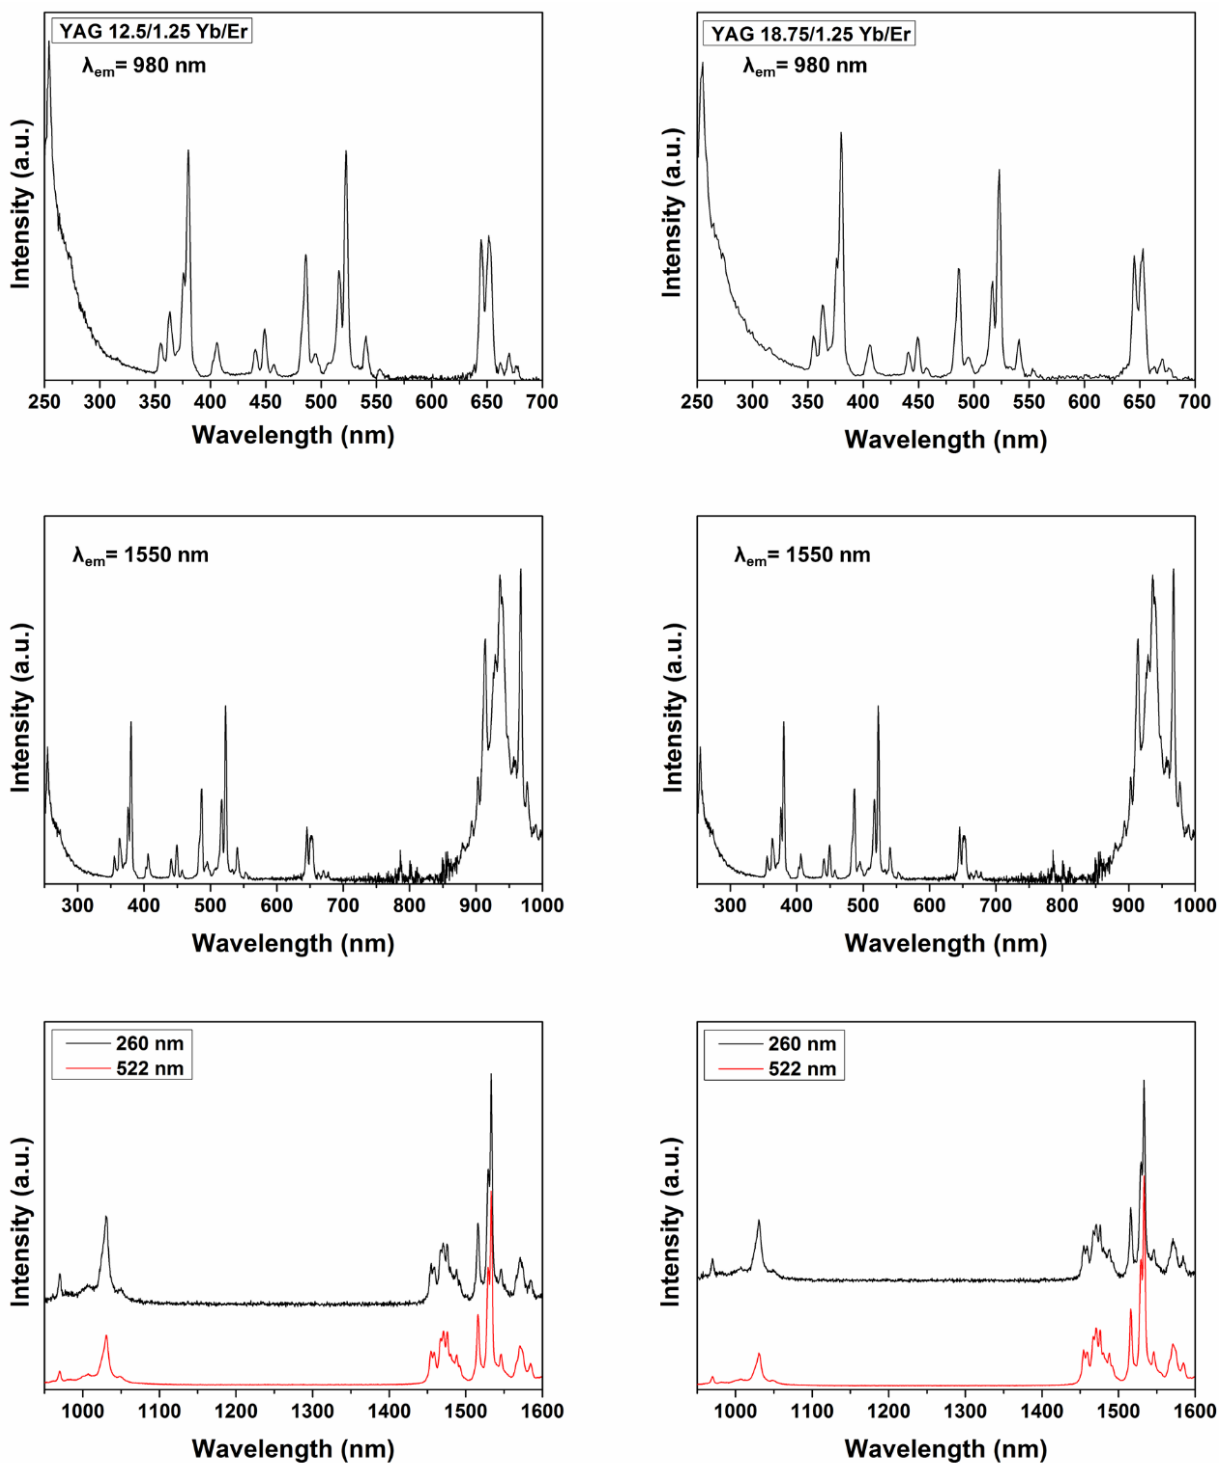 YAG 12.5/1.25 Yb/Er
λem= 980 nm
Intensity (a.u.)
250 300 350 400 450 500 550 600 650 700
Wavelength (nm)
YAG 18.75/1.25 Yb/Er
λem= 980 nm
Intensity (a.u.)
250 300 350 400 450 500 550 600 650 700
Wavelength (nm)
λem= 1550 nm
Intensity (a.u.)
300 400 500 600 700 800 900 1000
Wavelength (nm)
λem= 1550 nm
Intensity (a.u.)
300 400 500 600 700 800 900 1000
Wavelength (nm)
260 nm
522 nm
Intensity (a.u.)
1000 1100 1200 1300 1400 1500 1600
Wavelength (nm)
260 nm
522 nm
Intensity (a.u.)
1000 1100 1200 1300 1400 1500 1600
Wavelength (nm)